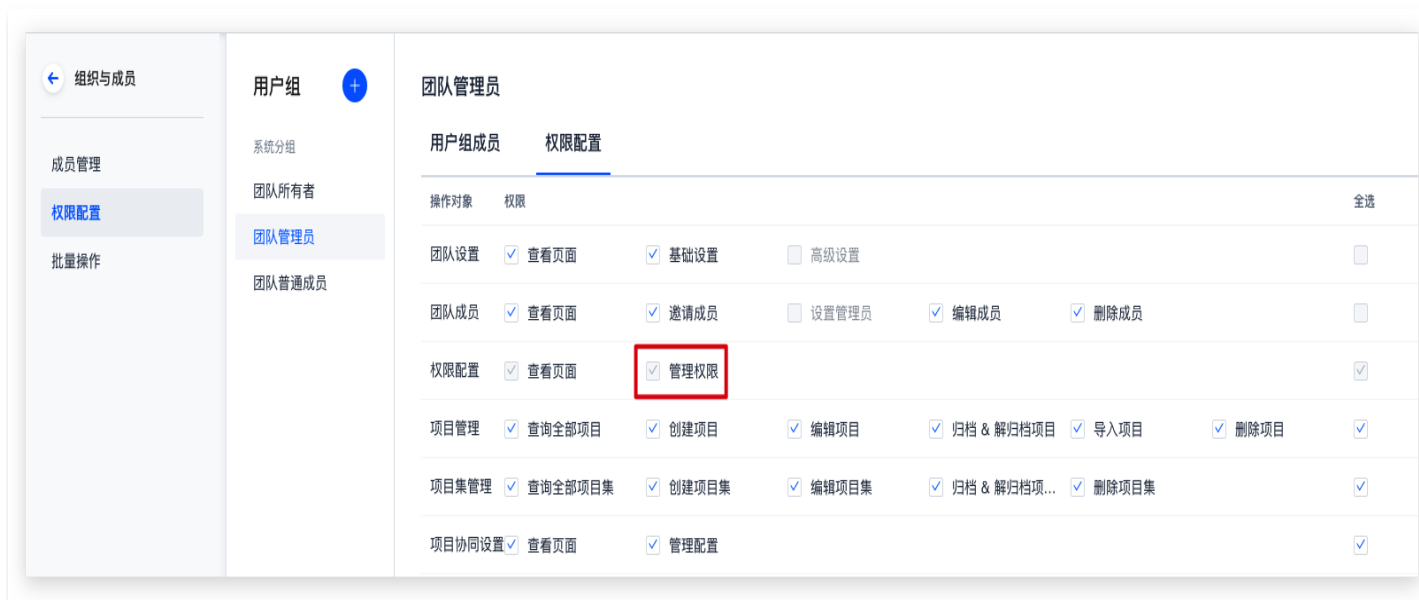 组织与成员
成员管理
权限配置
批量操作
用户组
系统分组
团队所有者
团队管理员
团队普通成员
团队管理员
用户组成员 权限配置
操作对象 权限 全选
团队设置 查看页面 基础设置 高级设置
团队成员 查看页面 邀请成员 设置管理员 编辑成员 删除成员
权限配置 查看页面 管理权限
项目管理 查询全部项目 创建项目 编辑项目 归档 & 解归档项目 导入项目 删除项目
项目集管理 查询全部项目集 创建项目集 编辑项目集 归档 & 解归档项... 删除项目集
项目协同设置 查看页面 管理配置